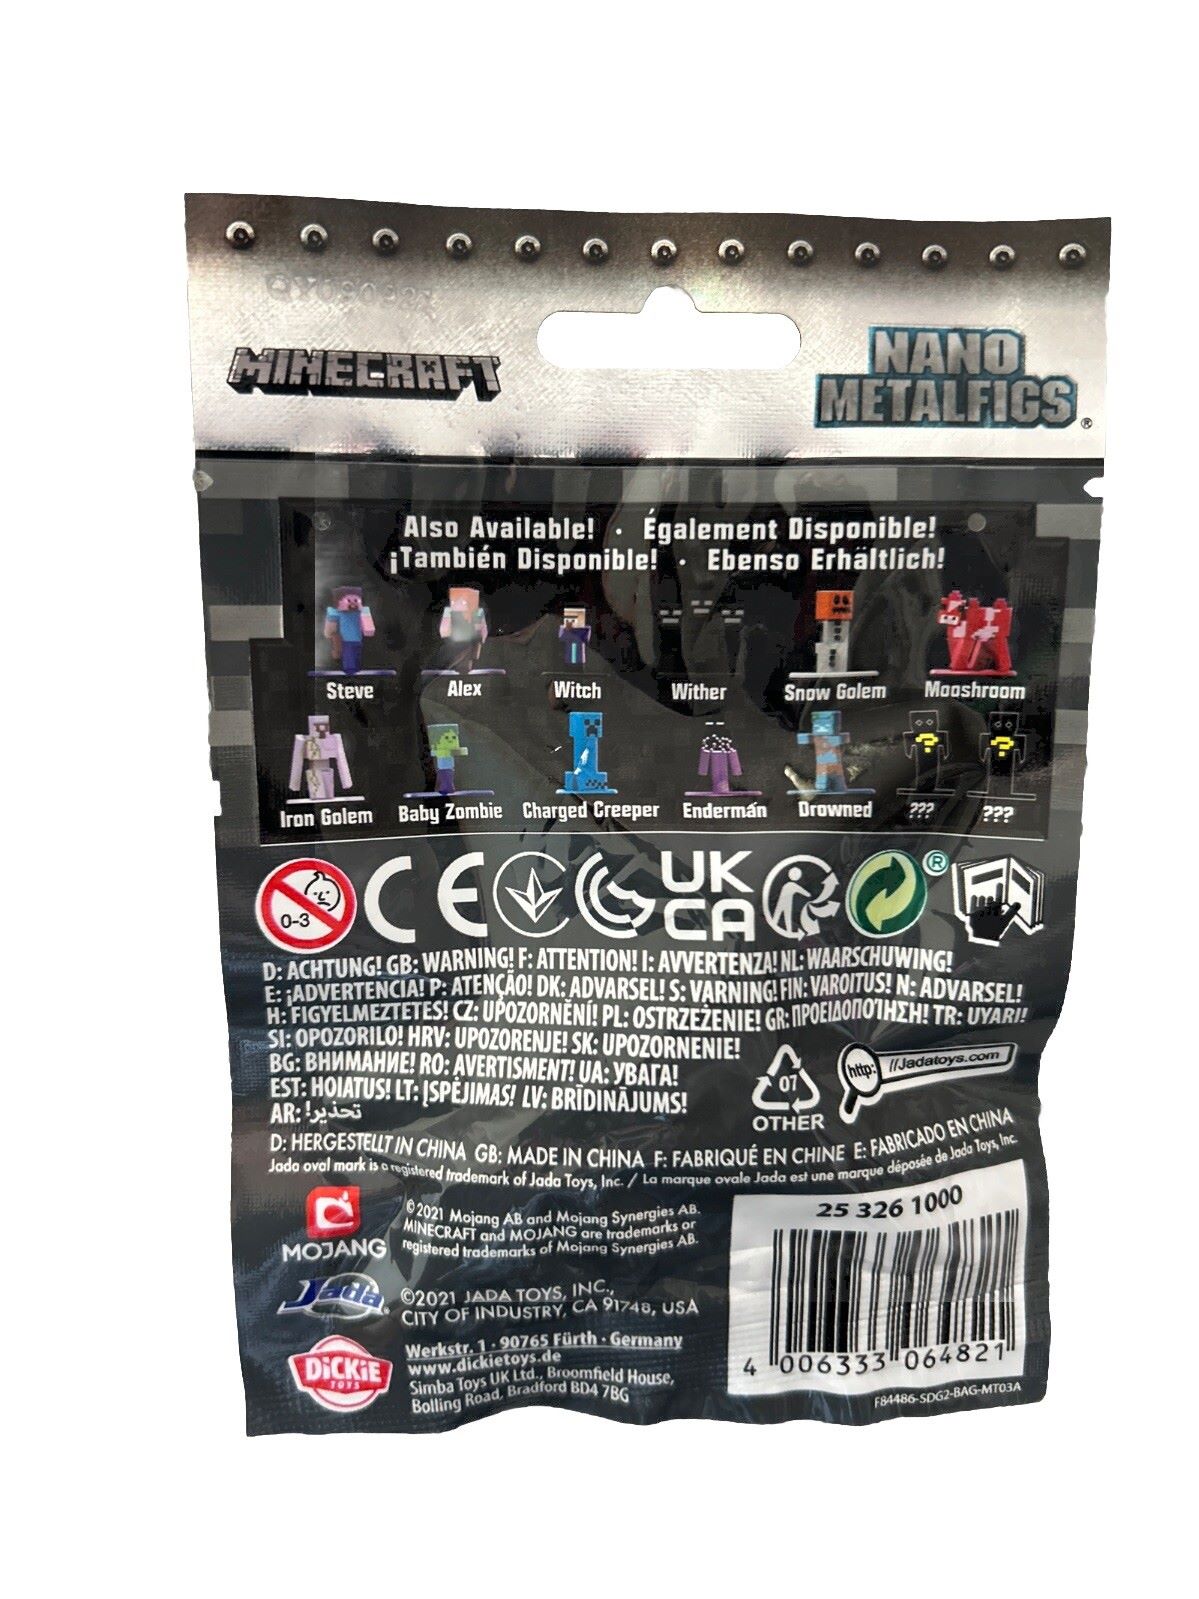 MINECRAFT
NANO
METALFIGS®
Also Available! · Également Disponible!
¡También Disponible! · Ebenso Erhältlich!
Steve Alex Witch Wither Snow Golem Mooshroom
Iron Golem Baby Zombie Charged Creeper Enderman Drowned ??? ???
0-3
CE
UK
CA
®
D: ACHTUNG! GB: WARNING! F: ATTENTION! I: AVVERTENZA! NL: WAARSCHUWING!
E: ¡ADVERTENCIA! P: ATENÇÃO! DK: ADVARSEL! S: VARNING! FIN: VAROITUS! N: ADVARSEL!
H: FIGYELMEZTETÉS! CZ: UPOZORNĚNÍ! PL: OSTRZEŻENIE! GR: ΠΡΟΕΙΔΟΠΟΊΗΣΗ! TR: UYARI!
SI: OPOZORILO! HRV: UPOZORENJE! SK: UPOZORNENIE!
BG: ВНИМАНИЕ! RO: AVERTISMENT! UA: УВАГА!
EST: HOIATUS! LT: ĮSPĖJIMAS! LV: BRĪDINĀJUMS!
AR: تحذير!
07
OTHER
http: //Jadatoys.com
D: HERGESTELLT IN CHINA GB: MADE IN CHINA F: FABRIQUÉ EN CHINE E: FABRICADO EN CHINA
Jada oval mark is a registered trademark of Jada Toys, Inc. / La marque ovale Jada est une marque déposée de Jada Toys, Inc.
MOJANG
©2021 Mojang AB and Mojang Synergies AB.
MINECRAFT and MOJANG are trademarks or
registered trademarks of Mojang Synergies AB.
Jada®
©2021 JADA TOYS, INC.,
CITY OF INDUSTRY, CA 91748, USA
DICKIE
TOYS
Werkstr. 1 · 90765 Fürth · Germany
www.dickietoys.de
Simba Toys UK Ltd., Broomfield House,
Bolling Road, Bradford BD4 7BG
25 326 1000
4 006333 064821
F84486-SDG2-BAG-MT03A